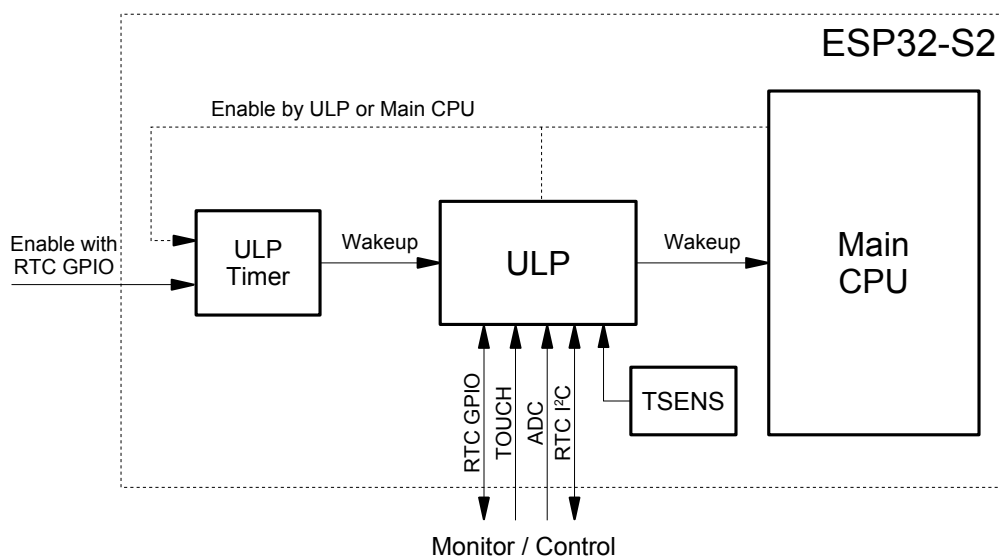 ESP32-S2
Enable by ULP or Main CPU
Enable with
RTC GPIO
ULP
Timer
Wakeup
ULP
Wakeup
Main
CPU
RTC GPIO
TOUCH
ADC
RTC I²C
TSENS
Monitor / Control